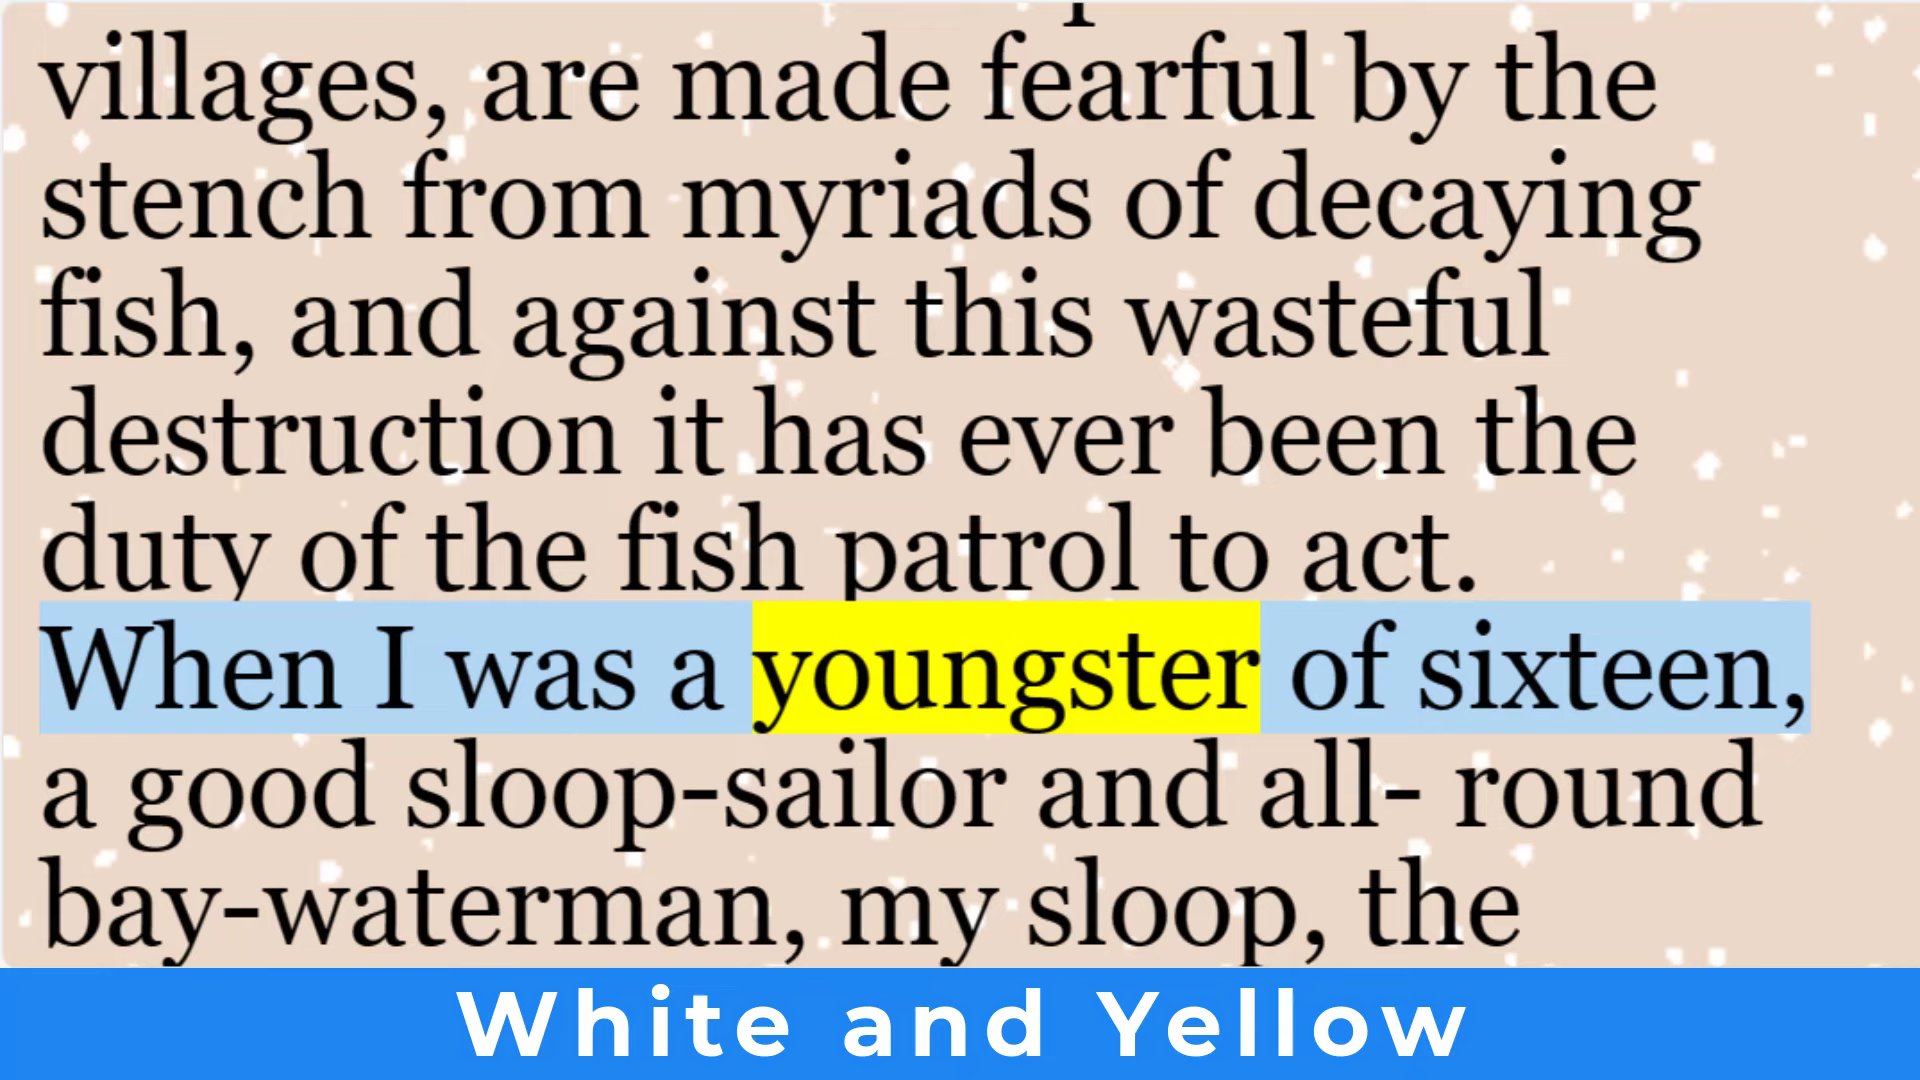 villages, are made fearful by the
stench from myriads of decaying
fish, and against this wasteful
destruction it has ever been the
duty of the fish patrol to act.
When I was a youngster of sixteen,
a good sloop-sailor and all- round
bay-waterman, my sloop, the
White and Yellow